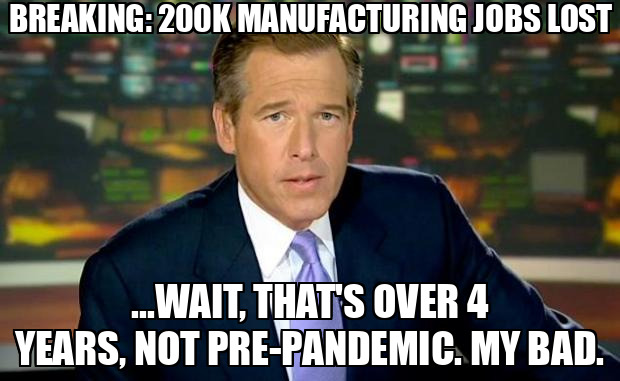 BREAKING: 200K MANUFACTURING JOBS LOST
...WAIT, THAT'S OVER 4
YEARS, NOT PRE-PANDEMIC. MY BAD.